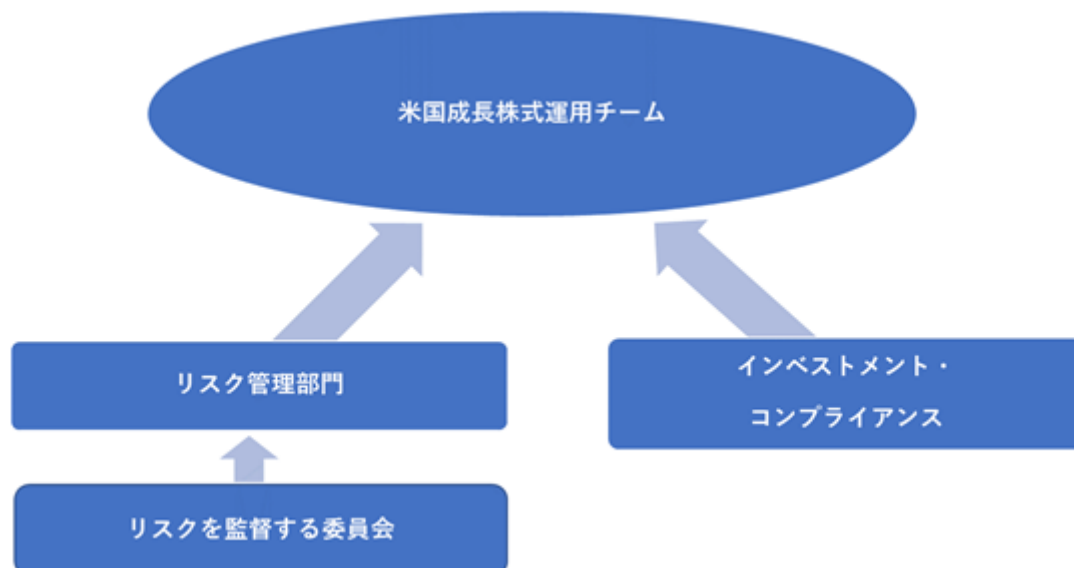 米国成長株式運用チーム
リスク管理部門
インベストメント・
コンプライアンス
リスクを監督する委員会